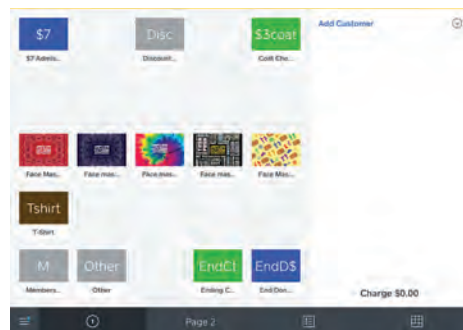 $7
Disc
$3coat
Add Customer
$7 Admis...
Discount...
Coat Che...
Face Mas...
Face mas...
Face mas...
Face mas...
Face Mas...
Tshirt
T-shirt
M
Other
EndCI
EndD$
Members...
Other
Ending C...
End Don...
Charge $0.00
Page 2